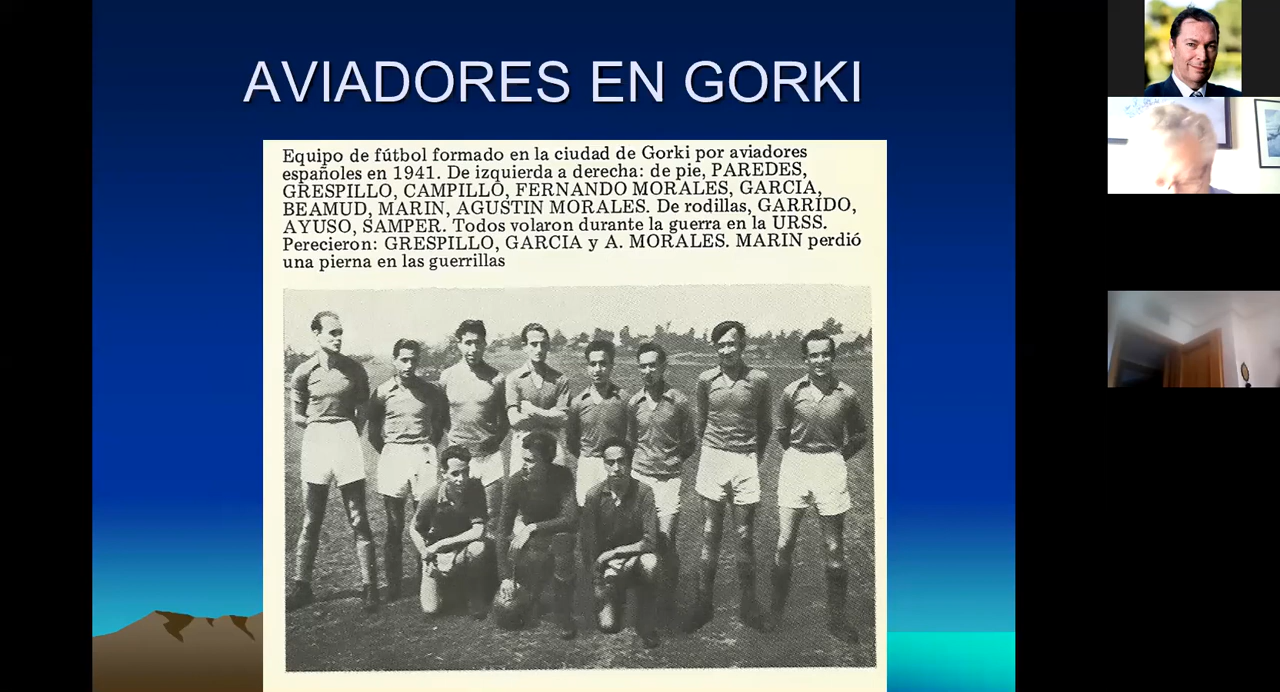 AVIADORES EN GORKI
Equipo de fútbol formado en la ciudad de Gorki por aviadores
españoles en 1941. De izquierda a derecha: de pie, PAREDES,
GRESPILLO, CAMPILLO, FERNANDO MORALES, GARCIA,
BEAMUD, MARIN, AGUSTIN MORALES. De rodillas, GARRIDO,
AYUSO, SAMPER. Todos volaron durante la guerra en la URSS.
Perecieron: GRESPILLO, GARCIA y A. MORALES. MARIN perdió
una pierna en las guerrillas